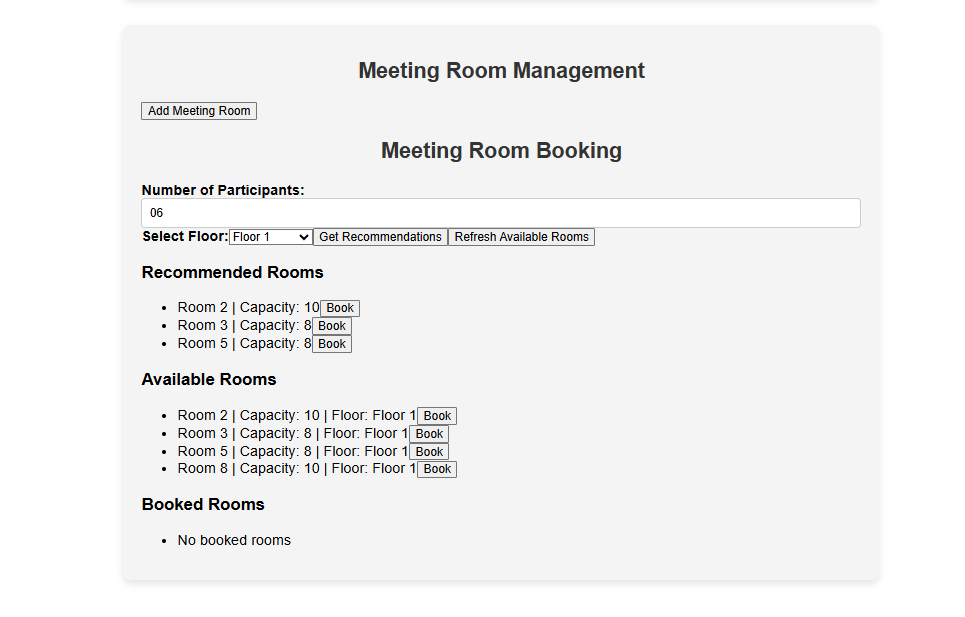 Meeting Room Management
Add Meeting Room
Meeting Room Booking
Number of Participants:
06
Select Floor: Floor 1 Get Recommendations Refresh Available Rooms
Recommended Rooms
• Room 2 | Capacity: 10 Book
• Room 3 | Capacity: 8 Book
• Room 5 | Capacity: 8 Book
Available Rooms
• Room 2 | Capacity: 10 | Floor: Floor 1 Book
• Room 3 | Capacity: 8 | Floor: Floor 1 Book
• Room 5 | Capacity: 8 | Floor: Floor 1 Book
• Room 8 | Capacity: 10 | Floor: Floor 1 Book
Booked Rooms
• No booked rooms